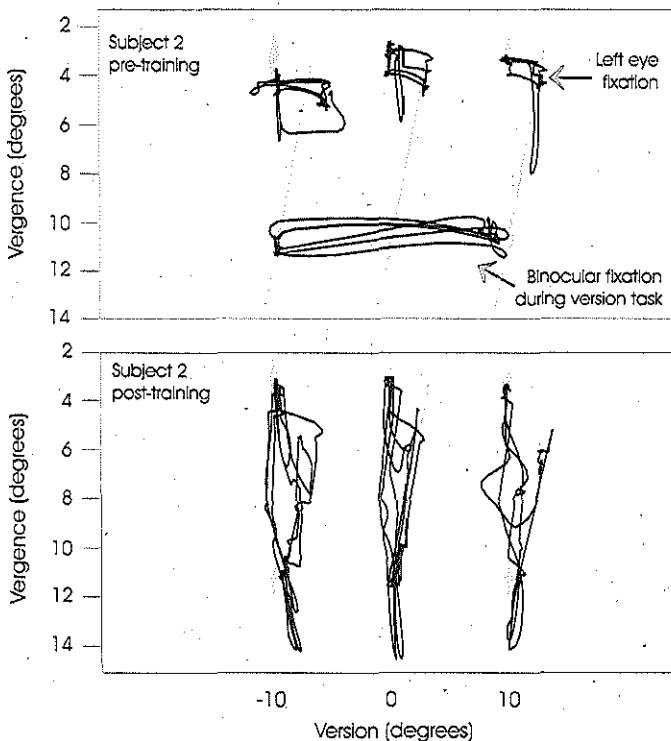 2
Subject 2
pre-training
4
Left eye
fixation
6
8
10
12
Binocular fixation
during version task
14
Vergence (degrees)
2
Subject 2
post-training
4
6
8
10
12
14
Vergence (degrees)
-10
0
10
Version (degrees)